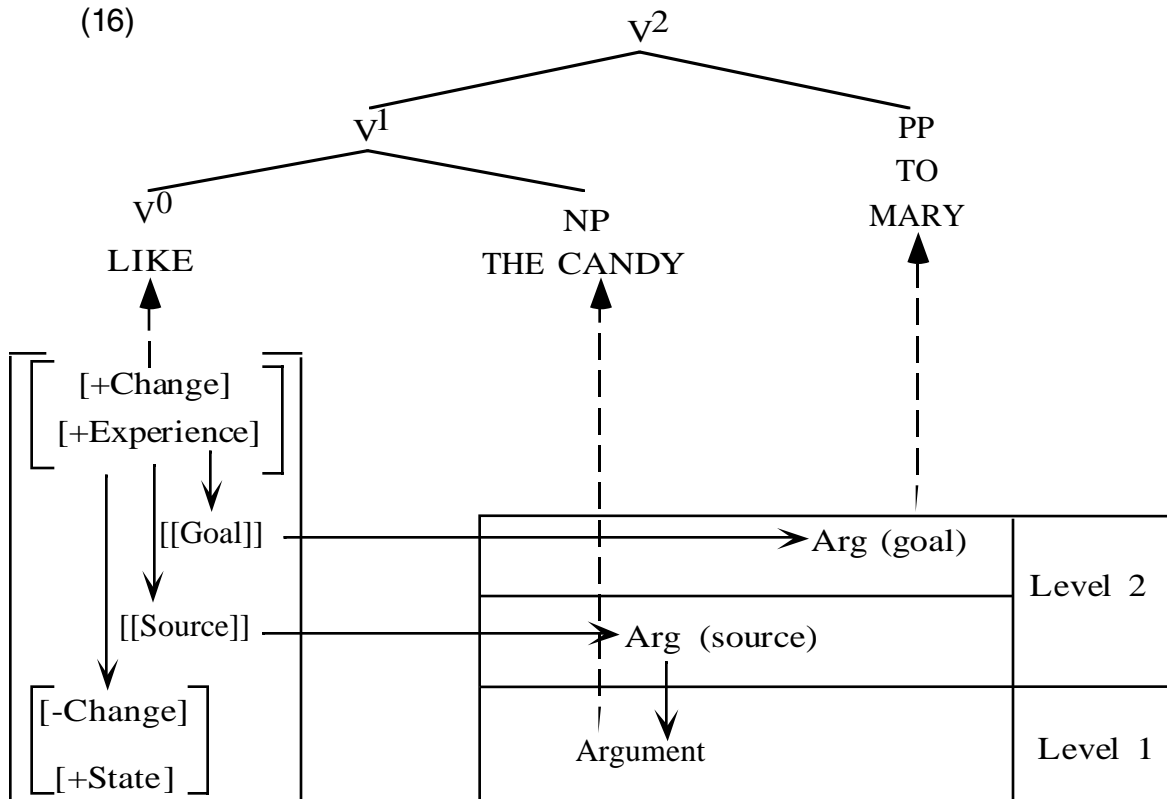 (16)
V2
V1
PP
TO
MARY
V0
LIKE
NP
THE CANDY
[+Change]
[+Experience]
[[Goal]]
Arg (goal)
Level 2
[[Source]]
Arg (source)
[-Change]
[+State]
Argument
Level 1